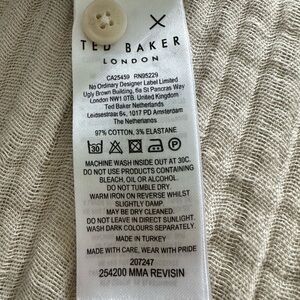 TED BAKER
LONDON
CA25459 RN95229
No Ordinary Designer Label Limited
Ugly Brown Building, 6a St Pancras Way
London NW1 0TB. United Kingdom
Ted Baker Netherlands
Leidsestraat 64, 1017 PD Amsterdam
The Netherlands
97% COTTON, 3% ELASTANE
30
MACHINE WASH INSIDE OUT AT 30C.
DO NOT USE PRODUCTS CONTAINING
BLEACH, OIL OR ALCOHOL.
DO NOT TUMBLE DRY.
WARM IRON ON REVERSE WHILST
SLIGHTLY DAMP.
MAY BE DRY CLEANED.
DO NOT LEAVE IN DIRECT SUNLIGHT.
WASH DARK COLOURS SEPARATELY.
MADE IN TURKEY
MADE WITH CARE, WEAR WITH PRIDE
207247
254200 MMA REVISIN